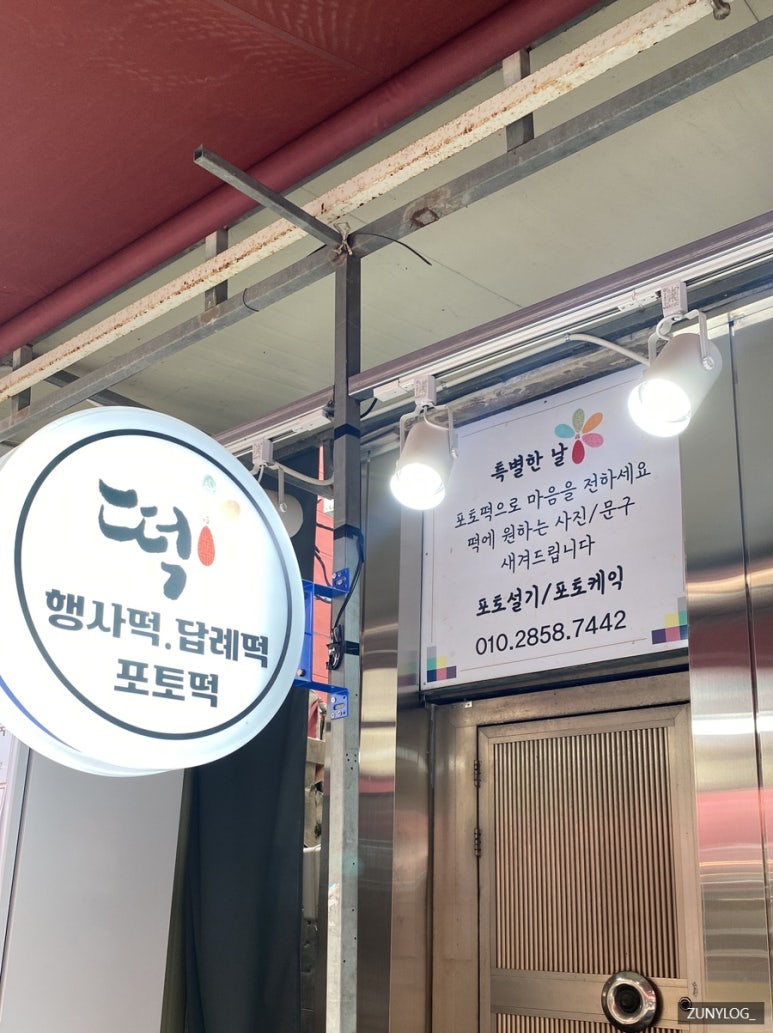 떡
행사떡.답례떡
포토떡
특별한 날
포토떡으로 마음을 전하세요
떡에 원하는 사진/문구
새겨드립니다
포토설기/포토케익
010.2858.7442
ZUNYLOG_